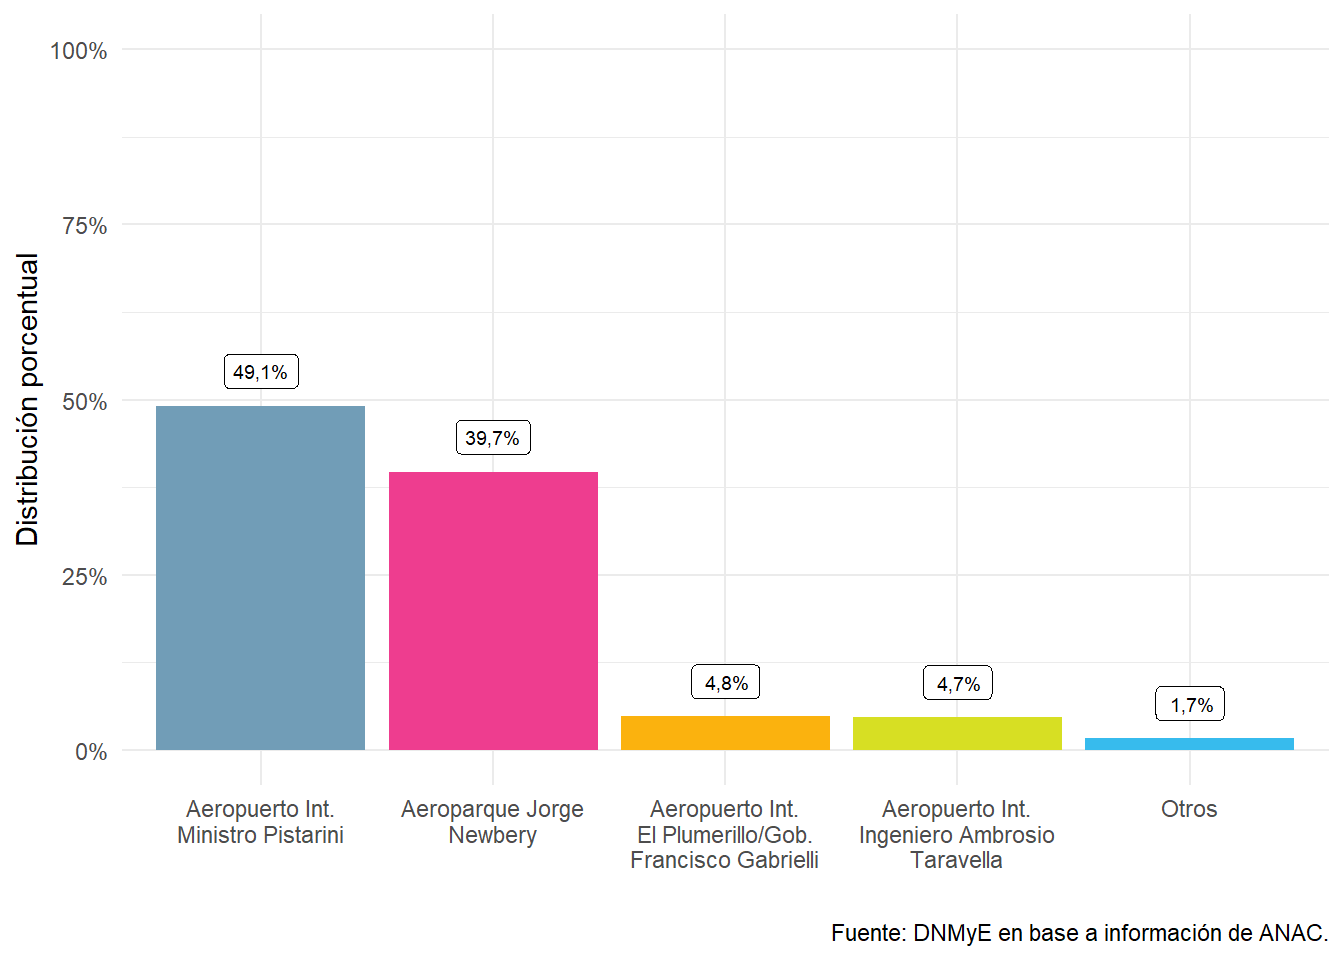 100%
75%
50%
25%
0%
Distribución porcentual
49,1%
39,7%
4,8%
4,7%
1,7%
Aeropuerto Int.
Ministro Pistarini
Aeroparque Jorge
Newbery
Aeropuerto Int.
El Plumerillo/Gob.
Francisco Gabrielli
Aeropuerto Int.
Ingeniero Ambrosio
Taravella
Otros
Fuente: DNMyE en base a información de ANAC.